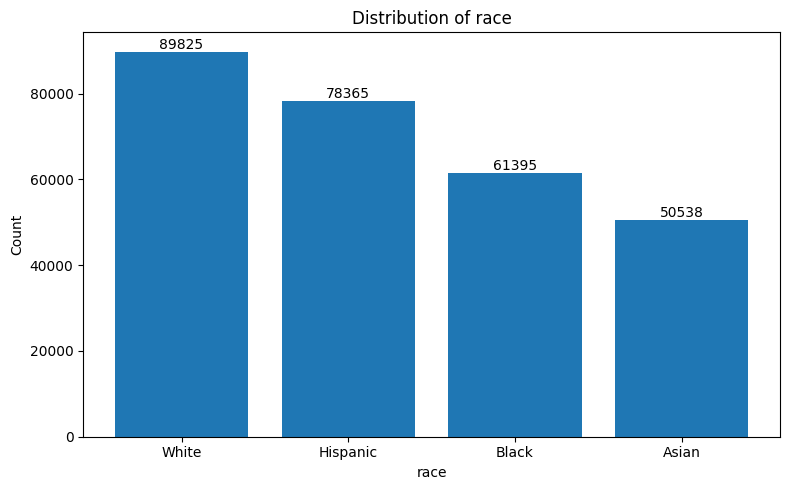 Distribution of race
89825
78365
61395
50538
80000
60000
40000
20000
0
Count
White Hispanic Black Asian
race